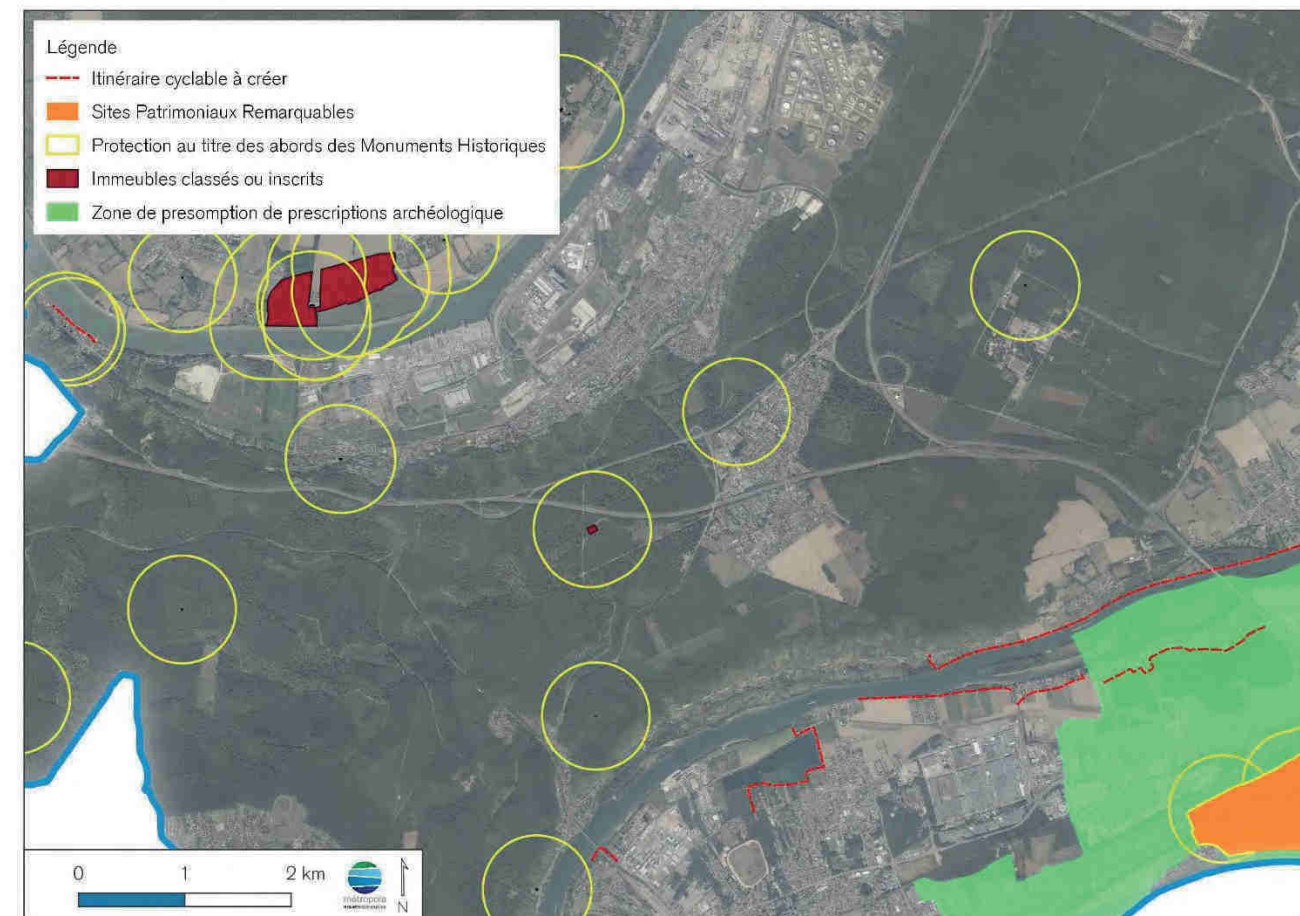 Légende
Itinéraire cyclable à créer
Sites Patrimoniaux Remarquables
Protection au titre des abords des Monuments Historiques
Immeubles classés ou inscrits
Zone de presomption de prescriptions archéologique
0 1 2 km
métropole
N